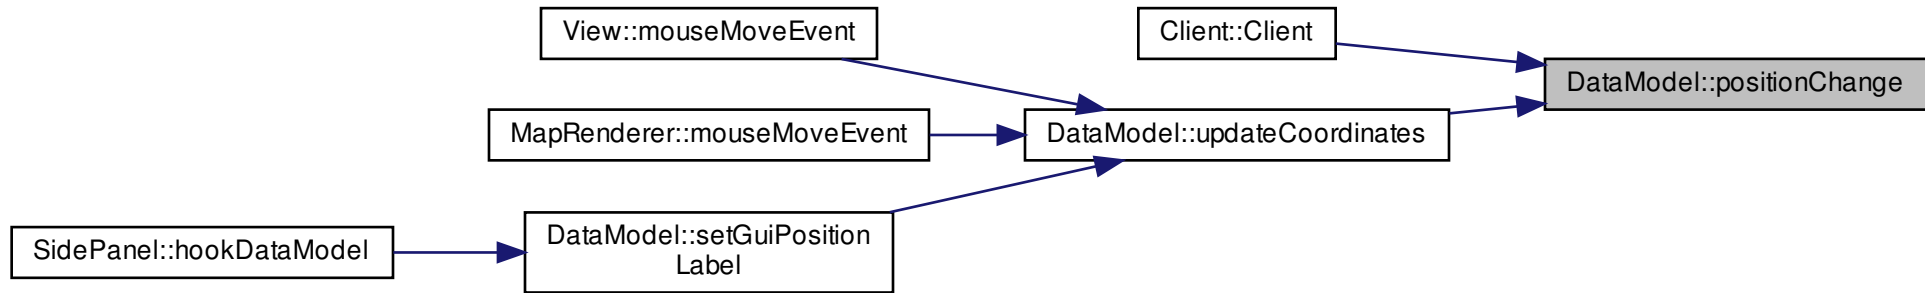 View::mouseMoveEvent
Client::Client
DataModel::positionChange
MapRenderer::mouseMoveEvent
DataModel::updateCoordinates
SidePanel::hookDataModel
DataModel::setGuiPosition
Label